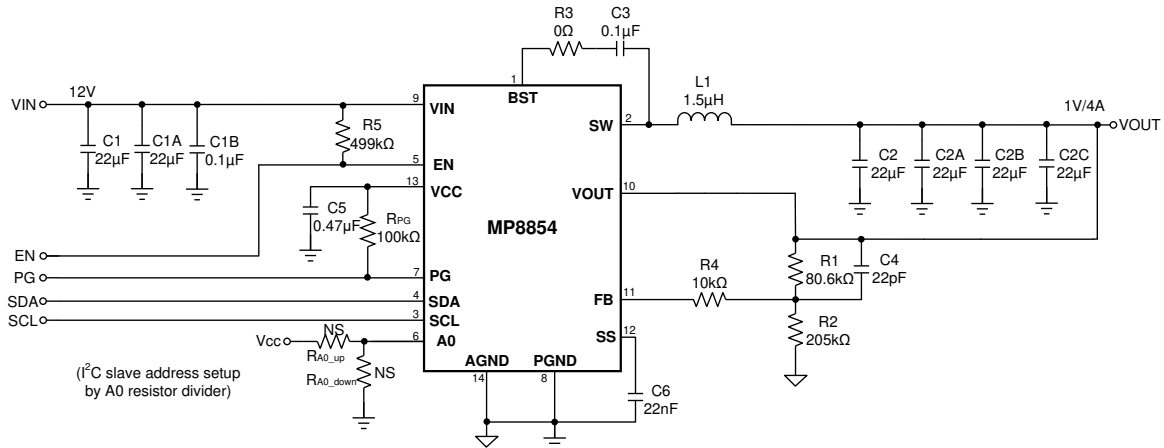 R3
0Ω
C3
0.1µF
1
BST
L1
1.5µH
VIN
12V
9
VIN
SW
2
1V/4A
VOUT
C1
22µF
C1A
22µF
C1B
0.1µF
R5
499kΩ
5
EN
C2
22µF
C2A
22µF
C2B
22µF
C2C
22µF
13
VCC
VOUT
10
C5
0.47µF
RPG
100kΩ
MP8854
EN
PG
7
PG
R4
10kΩ
R1
80.6kΩ
C4
22pF
FB
11
SDA
4
SDA
SCL
3
SCL
R2
205kΩ
Vcc
NS
RA0_up
6
A0
SS
12
RA0_down
NS
AGND
PGND
14
8
C6
22nF
(I²C slave address setup
by A0 resistor divider)